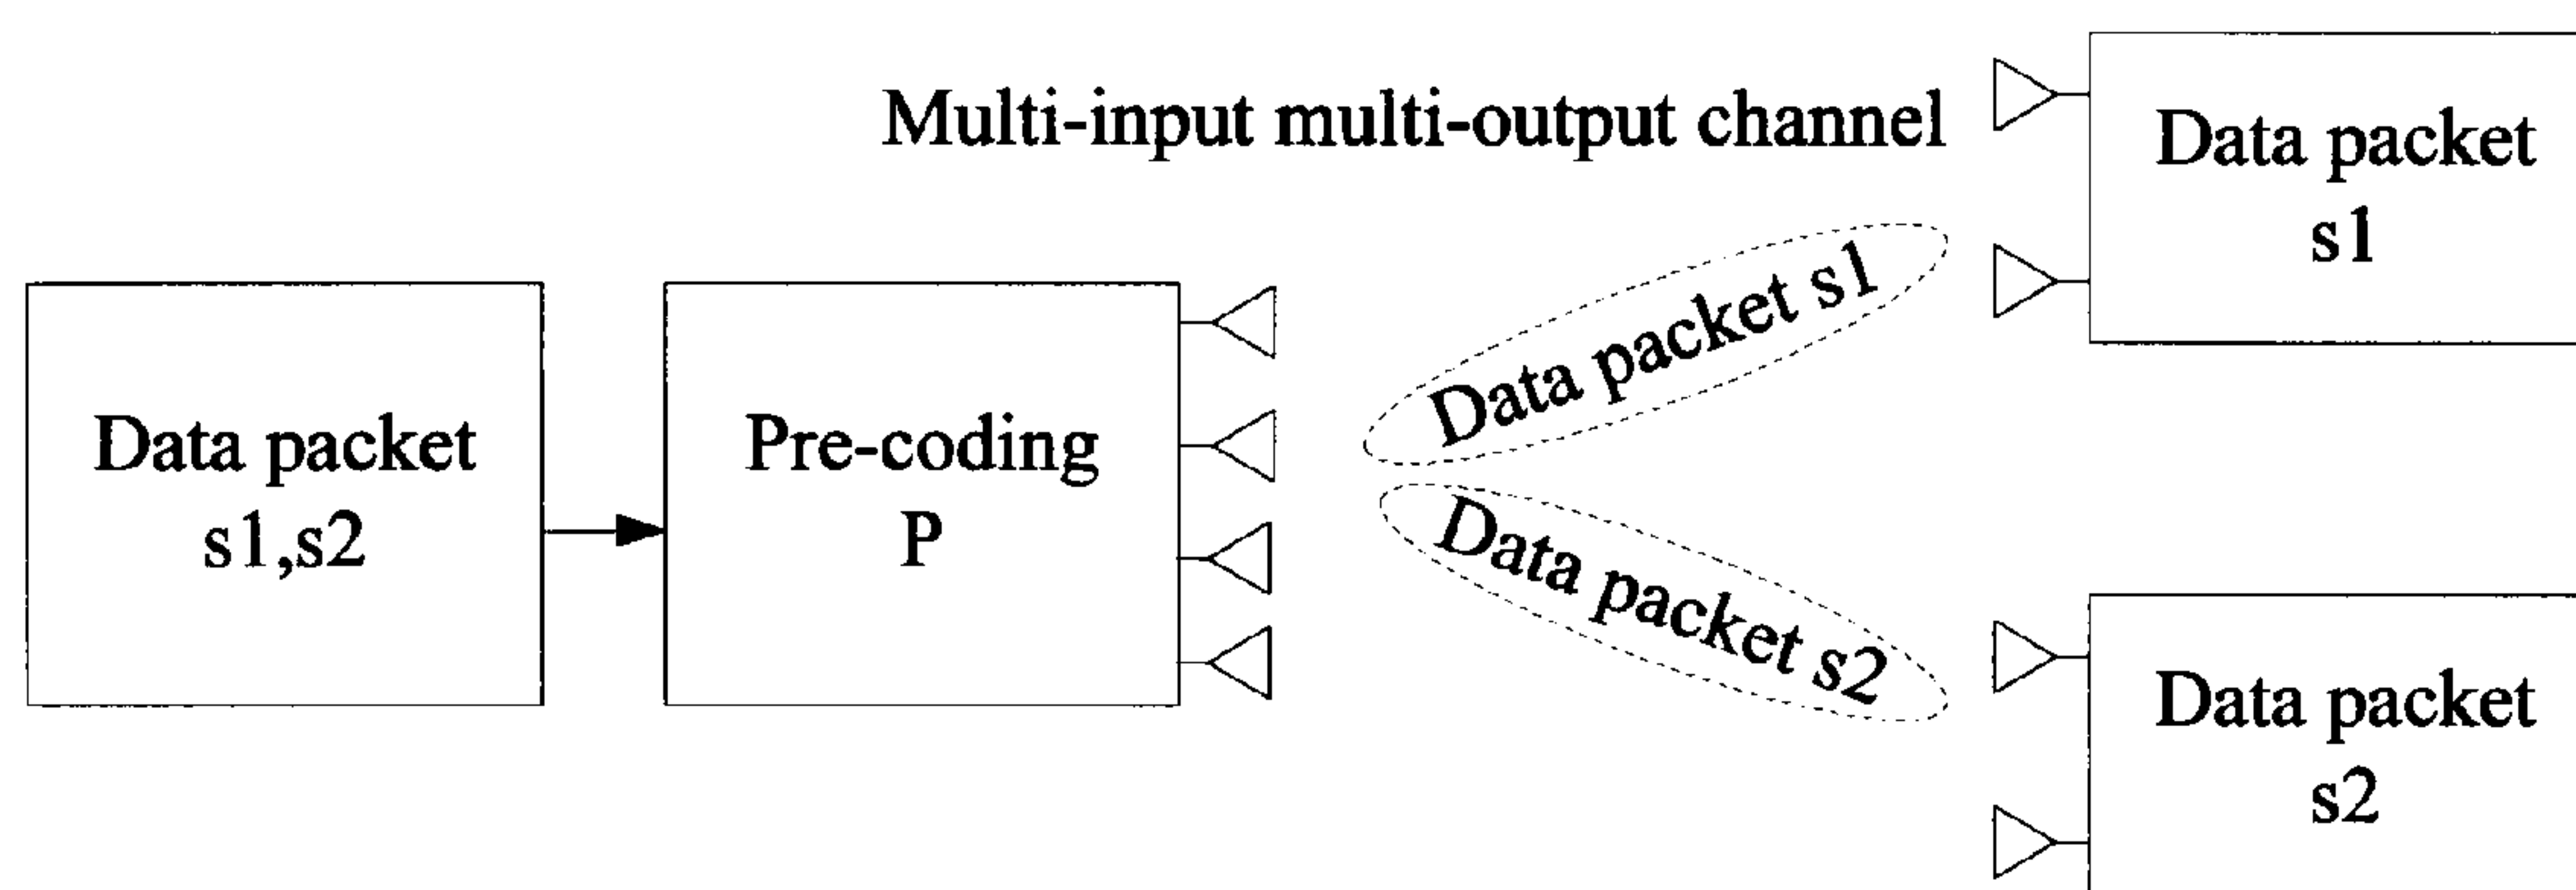 Multi-input multi-output channel
Data packet
s1,s2
Pre-coding
P
Data packet s1
Data packet s2
Data packet
s1
Data packet
s2